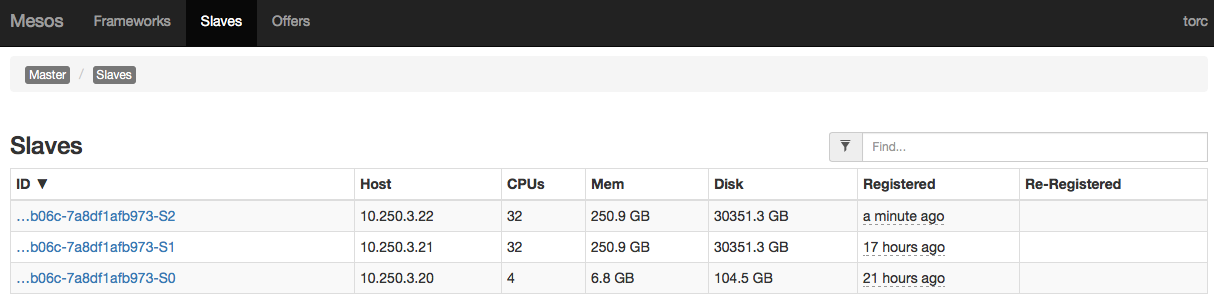 Mesos Frameworks Slaves Offers torc
Master / Slaves
Slaves Find...
ID ▼ Host CPUs Mem Disk Registered Re-Registered
…b06c-7a8df1afb973-S2 10.250.3.22 32 250.9 GB 30351.3 GB a minute ago
…b06c-7a8df1afb973-S1 10.250.3.21 32 250.9 GB 30351.3 GB 17 hours ago
…b06c-7a8df1afb973-S0 10.250.3.20 4 6.8 GB 104.5 GB 21 hours ago